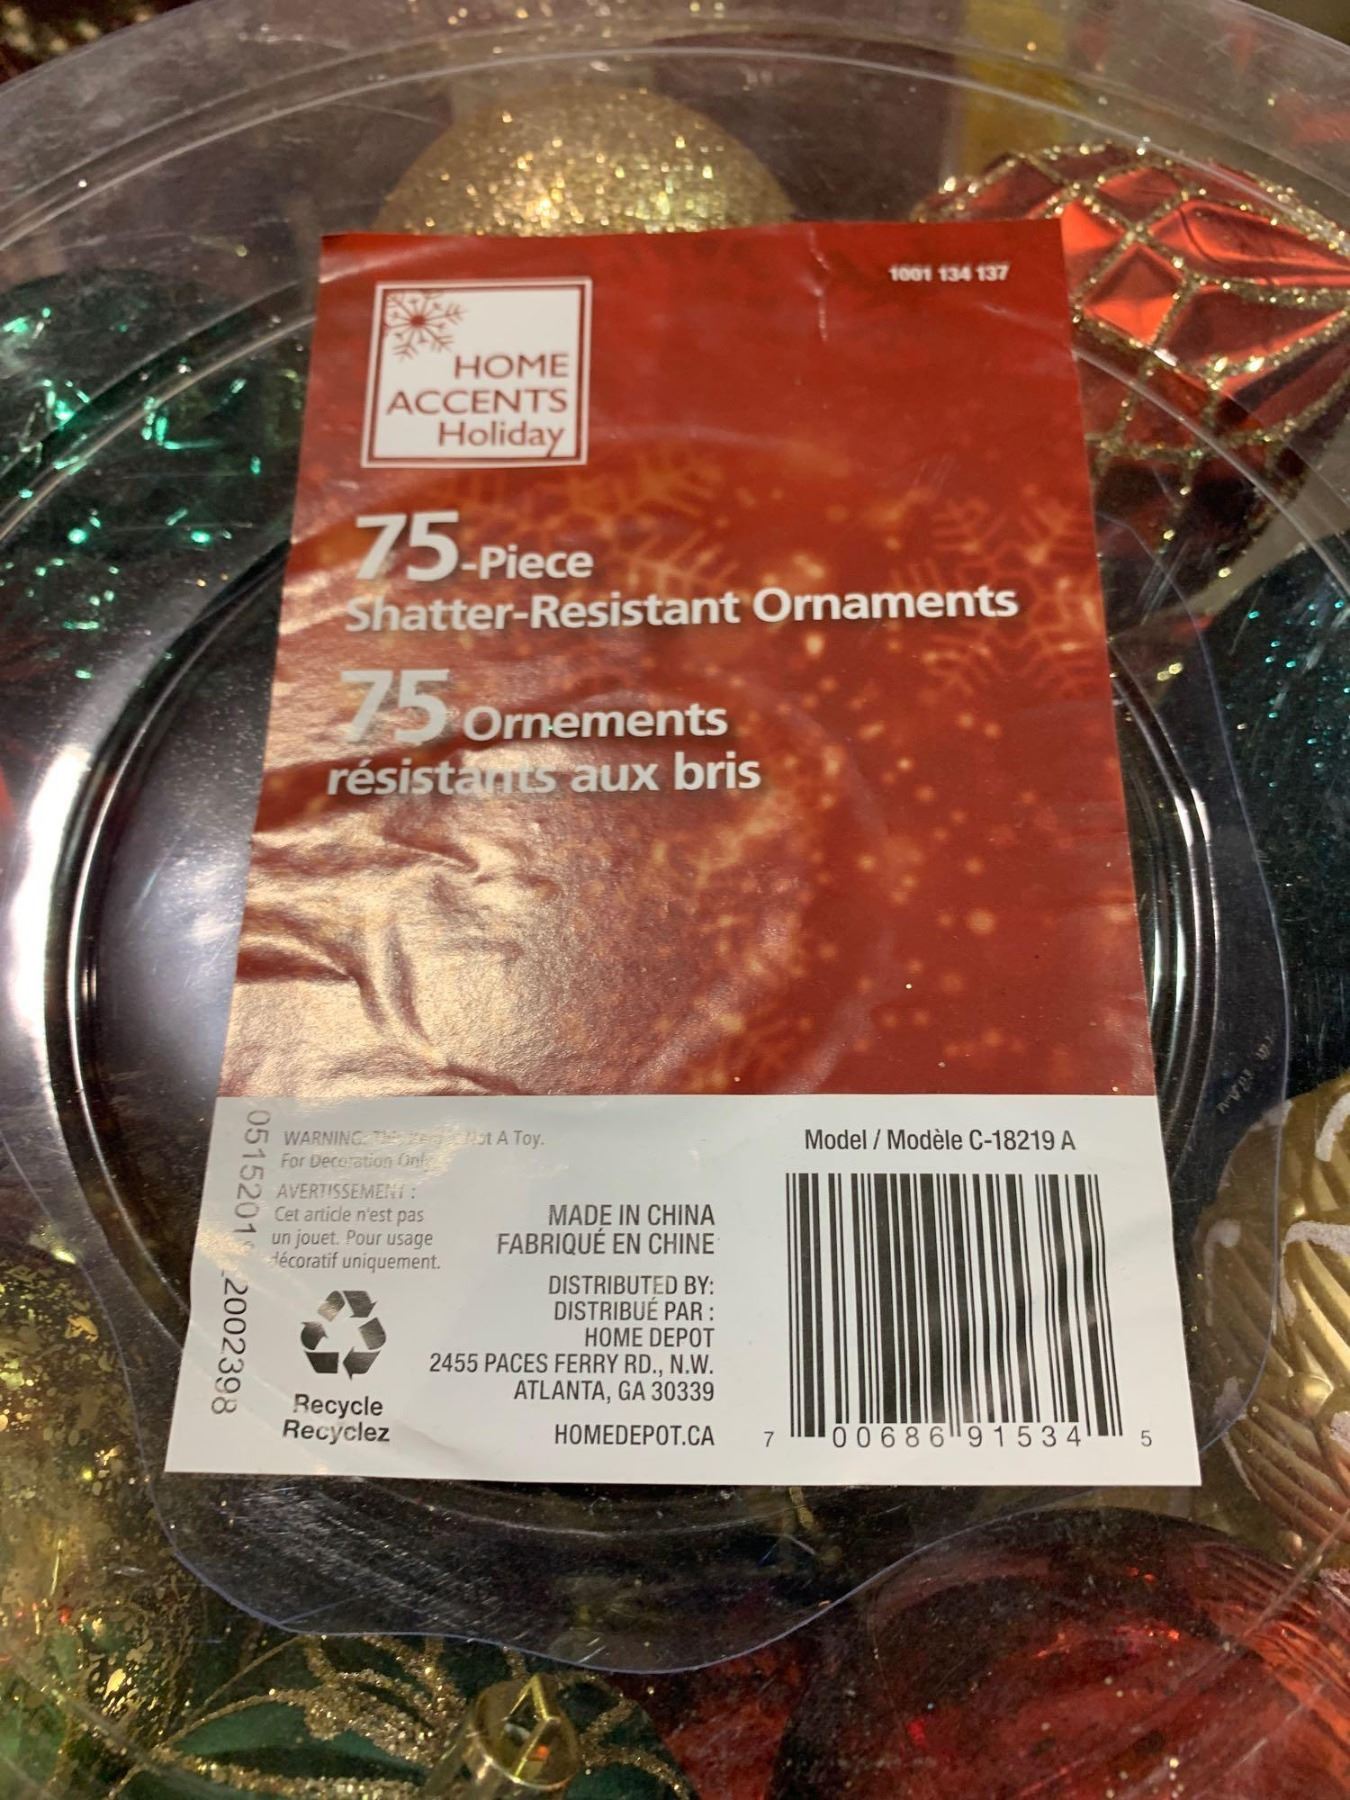 1001 134 137
HOME
ACCENTS
Holiday
75-Piece
Shatter-Resistant Ornaments
75 Ornements
résistants aux bris
WARNING: Not A Toy.
For Decoration Only
AVERTISSEMENT :
Cet article n'est pas
un jouet. Pour usage
décoratif uniquement.
Recycle
Recyclez
MADE IN CHINA
FABRIQUÉ EN CHINE
DISTRIBUTED BY:
DISTRIBUÉ PAR :
HOME DEPOT
2455 PACES FERRY RD., N.W.
ATLANTA, GA 30339
HOMEDEPOT.CA
Model / Modèle C-18219 A
7 00686 91534 5